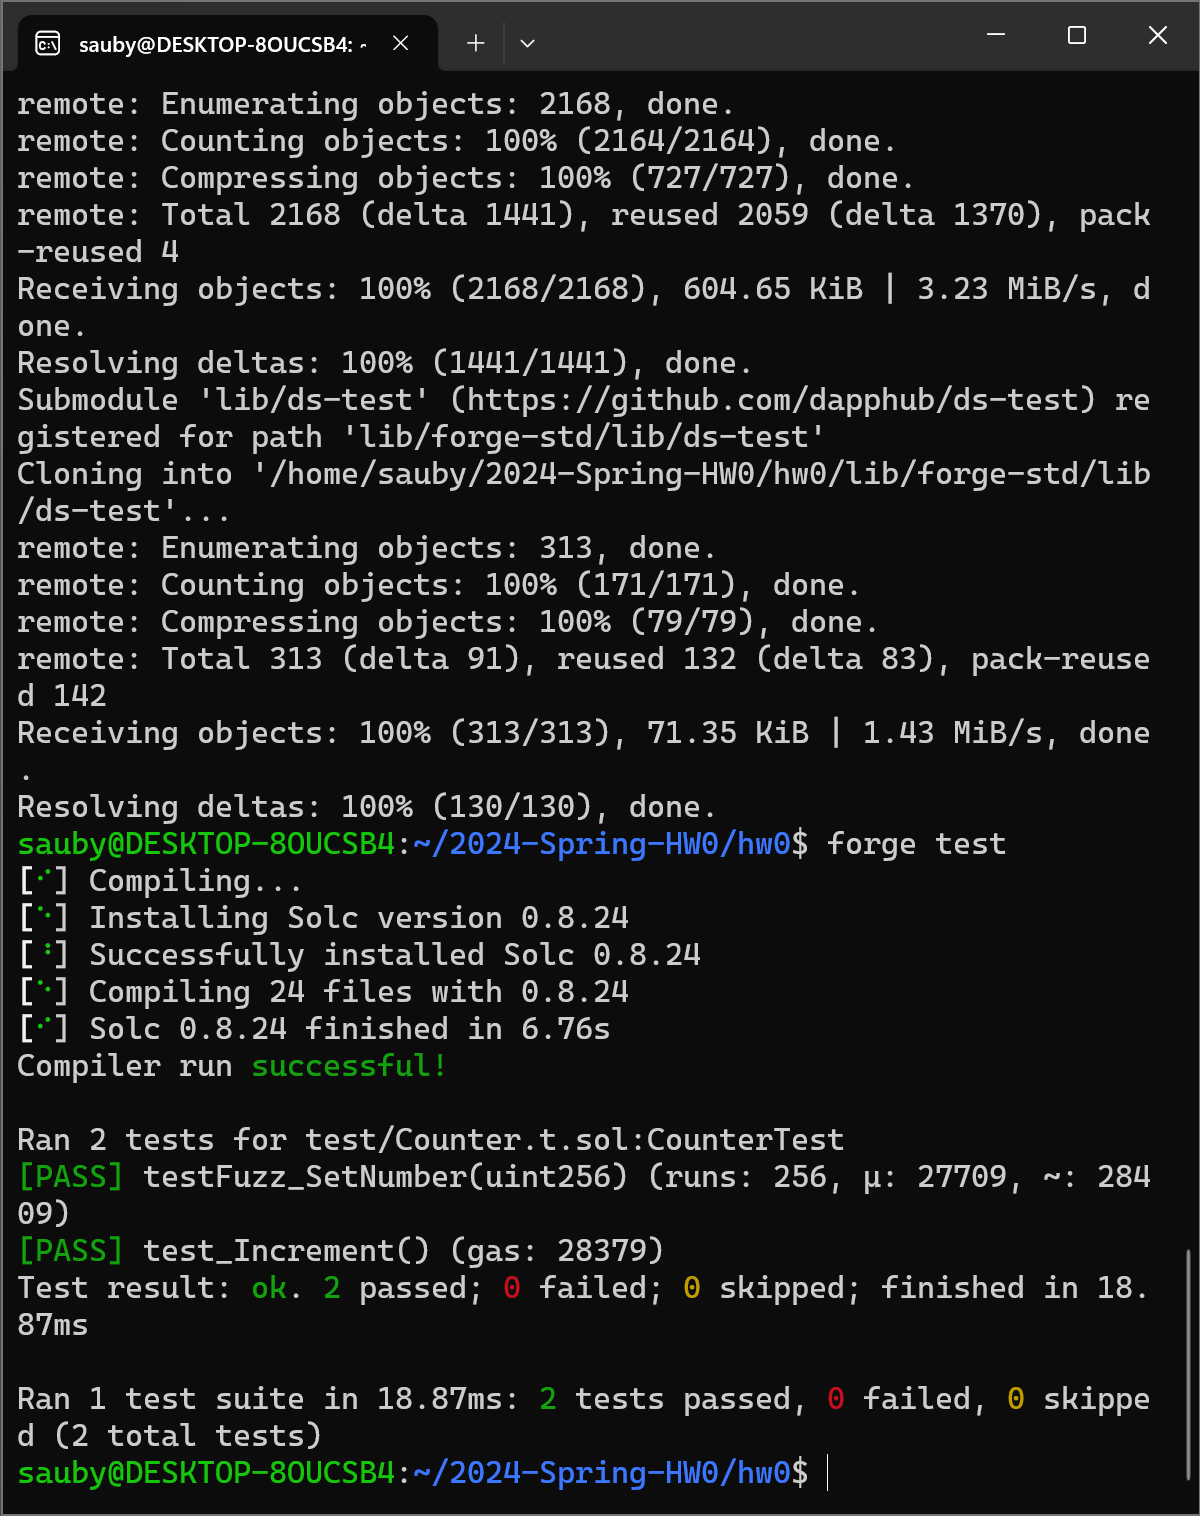 sauby@DESKTOP-8OUCSB4: ~
remote: Enumerating objects: 2168, done.
remote: Counting objects: 100% (2164/2164), done.
remote: Compressing objects: 100% (727/727), done.
remote: Total 2168 (delta 1441), reused 2059 (delta 1370), pack
-reused 4
Receiving objects: 100% (2168/2168), 604.65 KiB | 3.23 MiB/s, d
one.
Resolving deltas: 100% (1441/1441), done.
Submodule 'lib/ds-test' (https://github.com/dapphub/ds-test) re
gistered for path 'lib/forge-std/lib/ds-test'
Cloning into '/home/sauby/2024-Spring-HW0/hw0/lib/forge-std/lib
/ds-test'...
remote: Enumerating objects: 313, done.
remote: Counting objects: 100% (171/171), done.
remote: Compressing objects: 100% (79/79), done.
remote: Total 313 (delta 91), reused 132 (delta 83), pack-reuse
d 142
Receiving objects: 100% (313/313), 71.35 KiB | 1.43 MiB/s, done
.
Resolving deltas: 100% (130/130), done.
sauby@DESKTOP-8OUCSB4:~/2024-Spring-HW0/hw0$ forge test
[⠊] Compiling...
[⠑] Installing Solc version 0.8.24
[⠘] Successfully installed Solc 0.8.24
[⠑] Compiling 24 files with 0.8.24
[⠊] Solc 0.8.24 finished in 6.76s
Compiler run successful!
Ran 2 tests for test/Counter.t.sol:CounterTest
[PASS] testFuzz_SetNumber(uint256) (runs: 256, μ: 27709, ~: 284
09)
[PASS] test_Increment() (gas: 28379)
Test result: ok. 2 passed; 0 failed; 0 skipped; finished in 18.
87ms
Ran 1 test suite in 18.87ms: 2 tests passed, 0 failed, 0 skippe
d (2 total tests)
sauby@DESKTOP-8OUCSB4:~/2024-Spring-HW0/hw0$